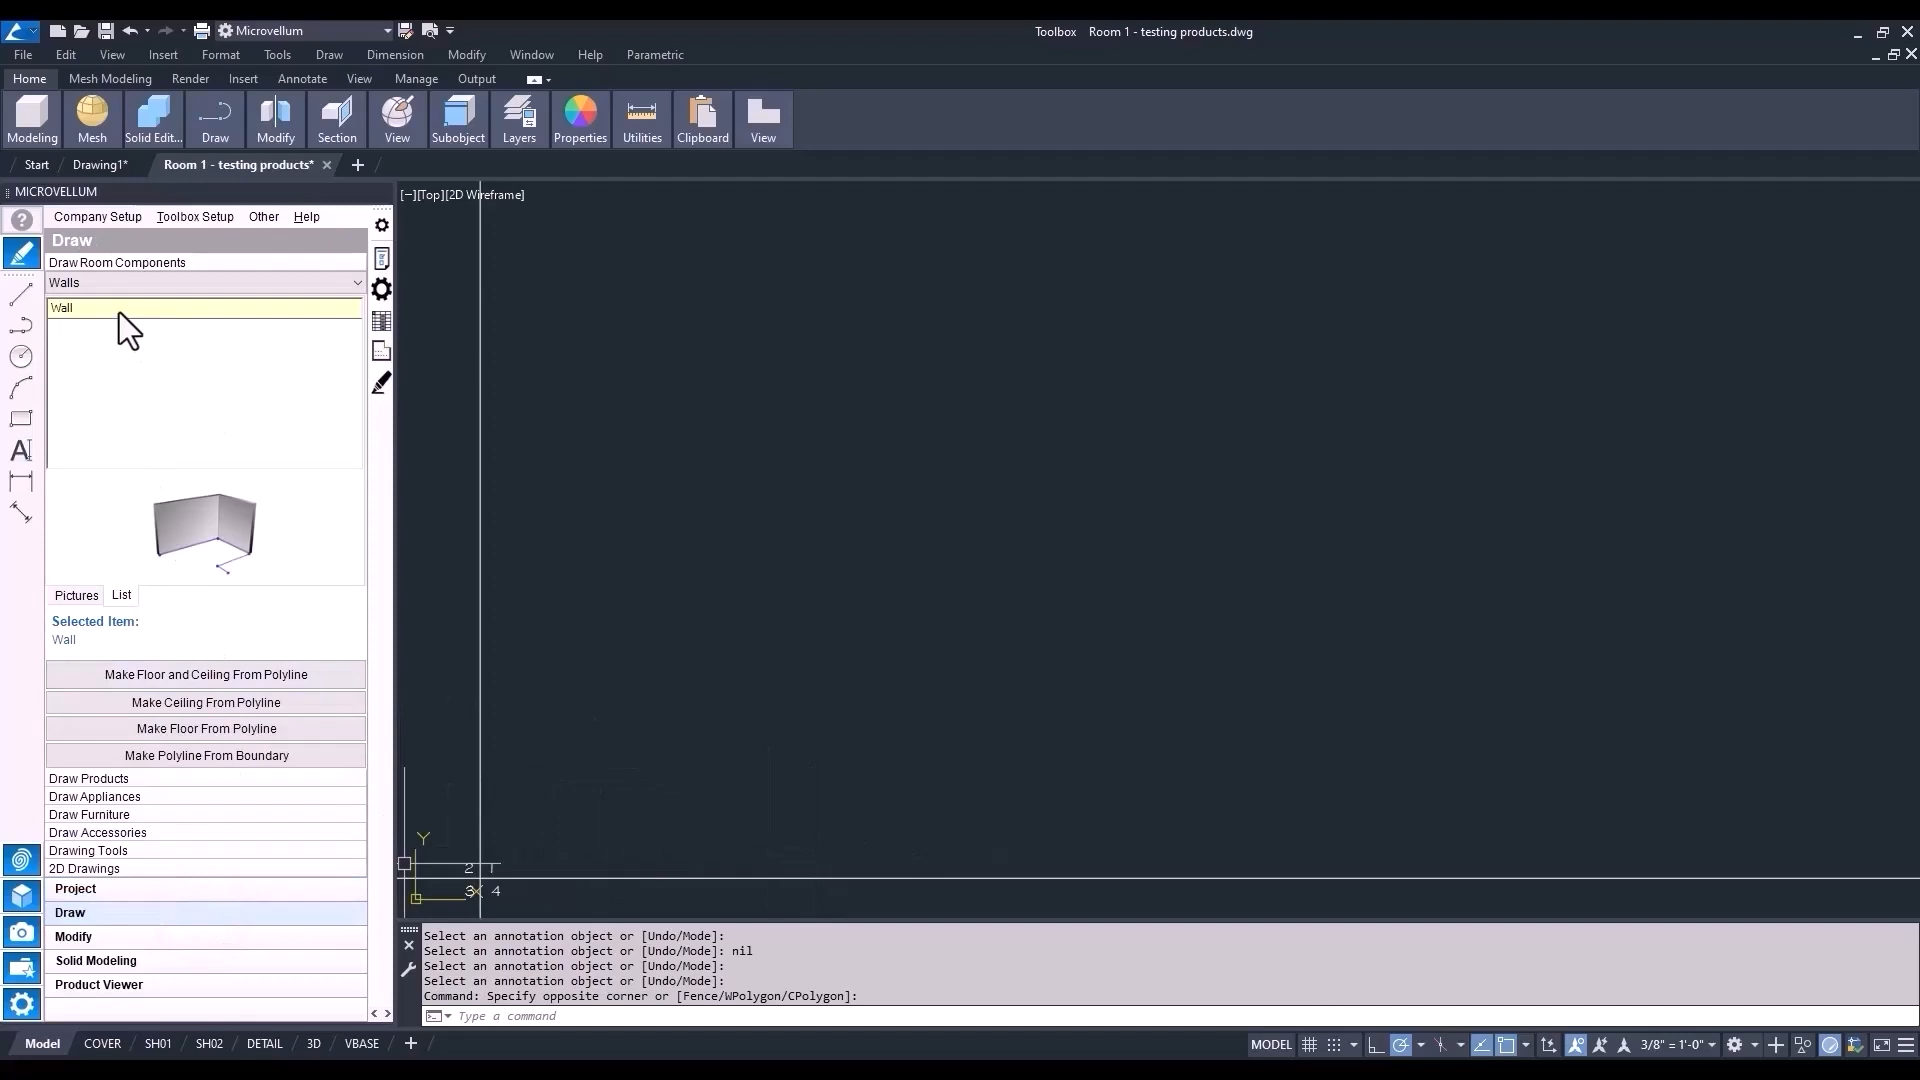 Microvellum
Toolbox Room 1 - testing products.dwg
File Edit View Insert Format Tools Draw Dimension Modify Window Help Parametric
Home Mesh Modeling Render Insert Annotate View Manage Output
Modeling Mesh Solid Edit... Draw Modify Section View Subobject Layers Properties Utilities Clipboard View
Start Drawing1* Room 1 - testing products*
MICROVELLUM
[−][Top][2D Wireframe]
Company Setup Toolbox Setup Other Help
Draw
Draw Room Components
Walls
Wall
Pictures List
Selected Item:
Wall
Make Floor and Ceiling From Polyline
Make Ceiling From Polyline
Make Floor From Polyline
Make Polyline From Boundary
Draw Products
Draw Appliances
Draw Furniture
Draw Accessories
Drawing Tools
2D Drawings
Project
Draw
Modify
Solid Modeling
Product Viewer
Y
2 1
3 X 4
Select an annotation object or [Undo/Mode]:
Select an annotation object or [Undo/Mode]: nil
Select an annotation object or [Undo/Mode]:
Select an annotation object or [Undo/Mode]:
Command: Specify opposite corner or [Fence/WPolygon/CPolygon]:
Type a command
Model COVER SH01 SH02 DETAIL 3D VBASE
MODEL 3/8" = 1'-0"